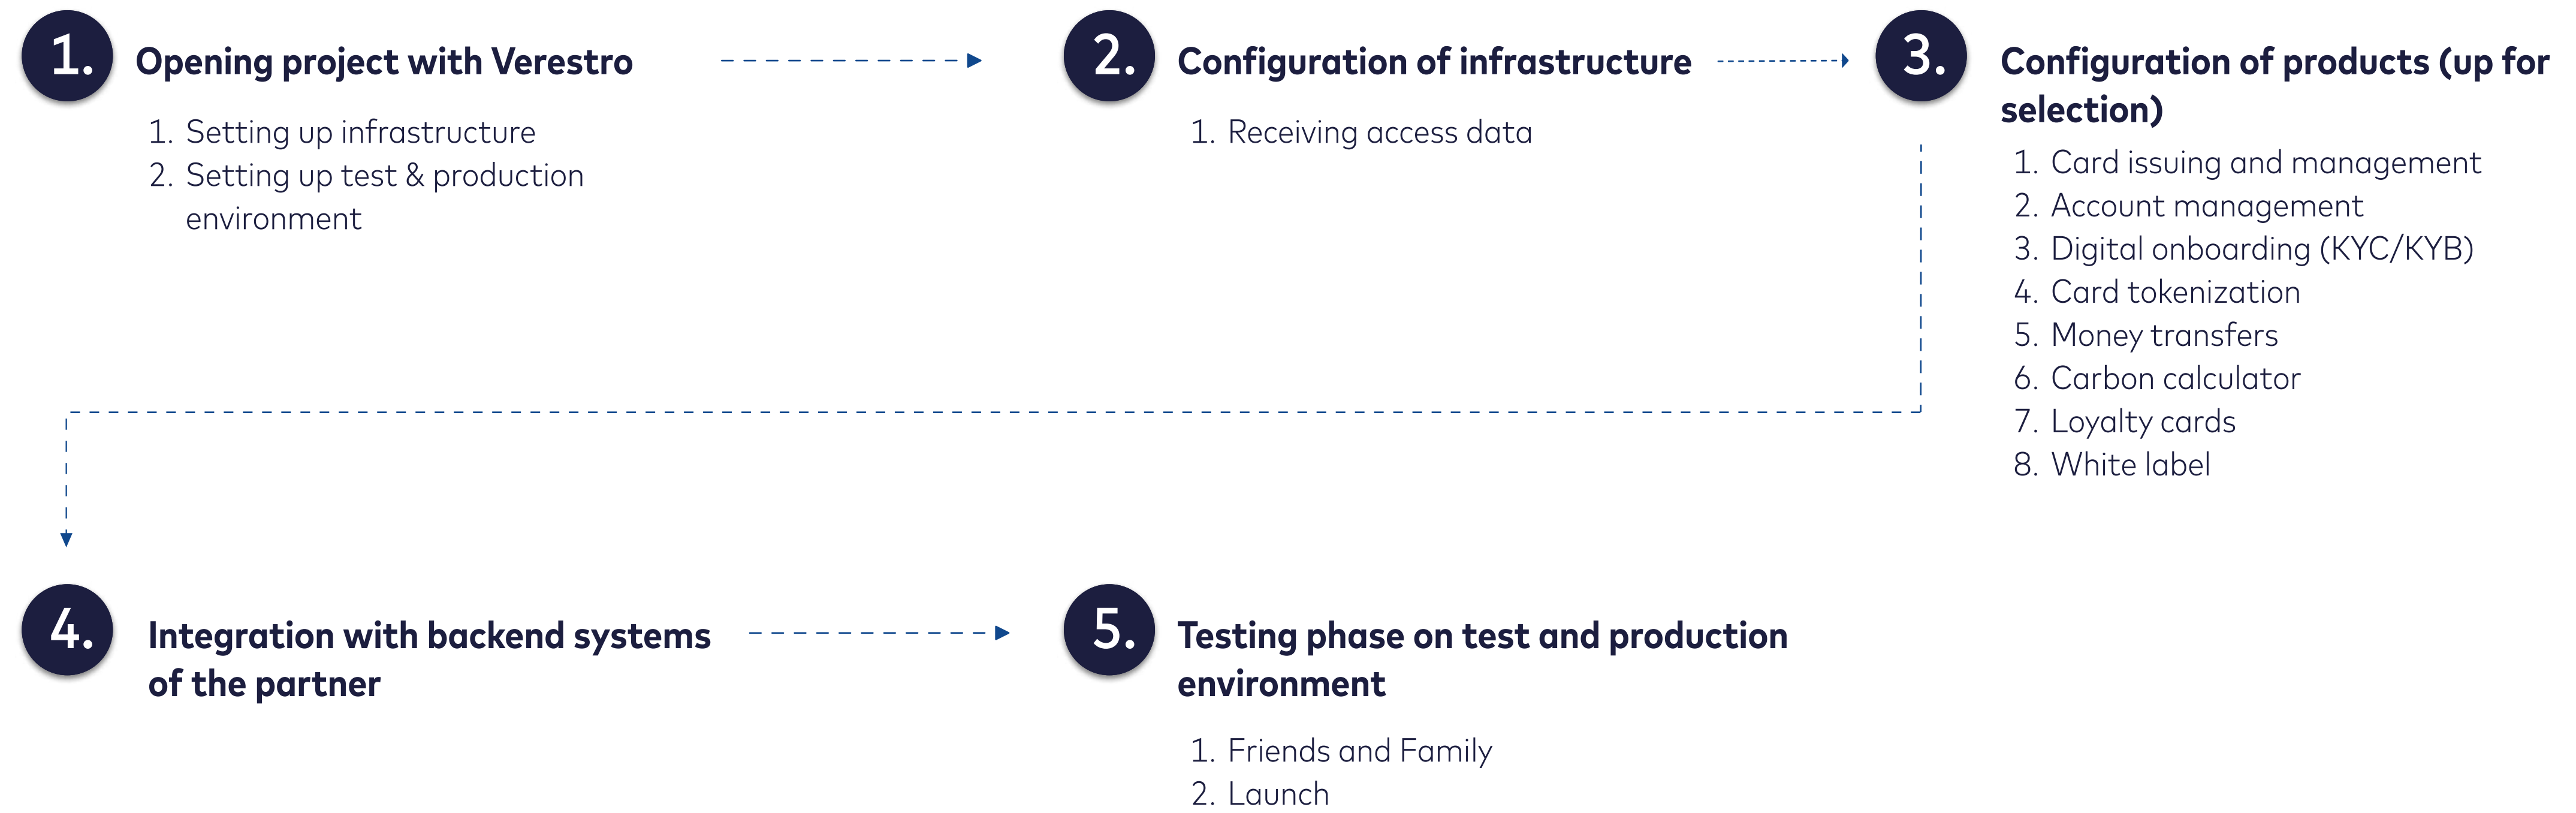 1.
Opening project with Verestro
1. Setting up infrastructure
2. Setting up test & production
environment
2.
Configuration of infrastructure
1. Receiving access data
3.
Configuration of products (up for
selection)
1. Card issuing and management
2. Account management
3. Digital onboarding (KYC/KYB)
4. Card tokenization
5. Money transfers
6. Carbon calculator
7. Loyalty cards
8. White label
4.
Integration with backend systems
of the partner
5.
Testing phase on test and production
environment
1. Friends and Family
2. Launch